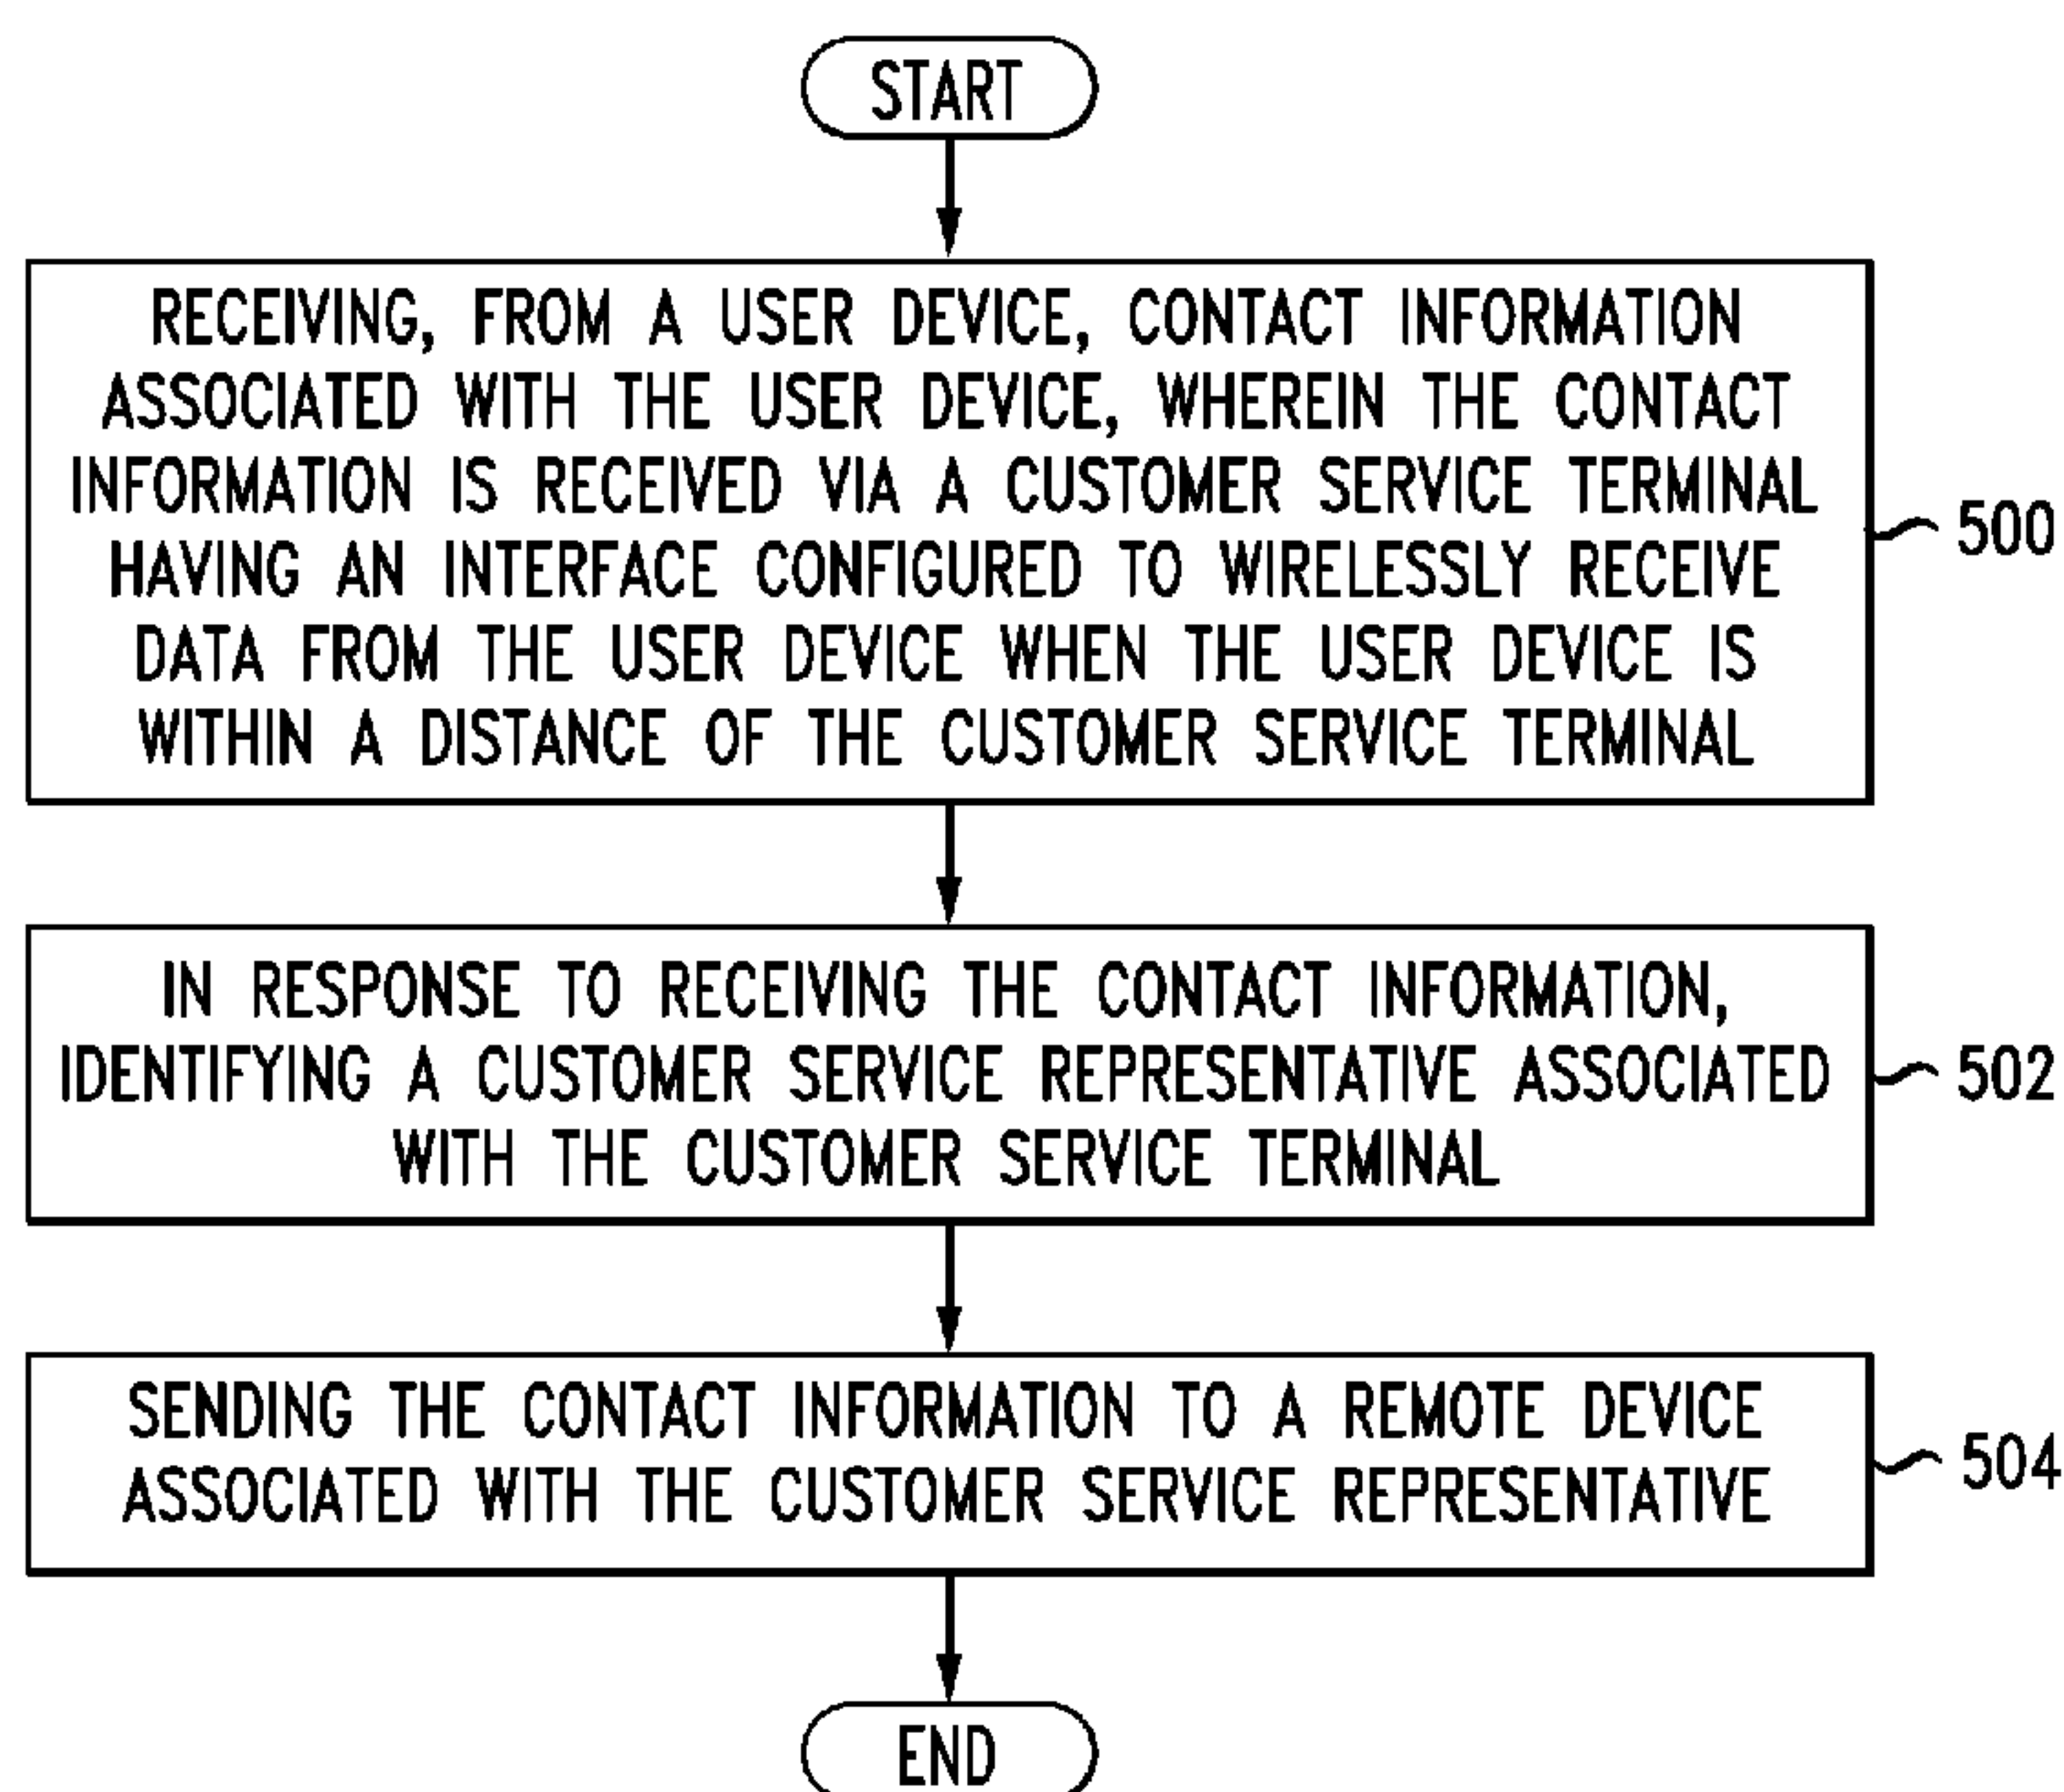 START
RECEIVING, FROM A USER DEVICE, CONTACT INFORMATION
ASSOCIATED WITH THE USER DEVICE, WHEREIN THE CONTACT
INFORMATION IS RECEIVED VIA A CUSTOMER SERVICE TERMINAL
HAVING AN INTERFACE CONFIGURED TO WIRELESSLY RECEIVE
DATA FROM THE USER DEVICE WHEN THE USER DEVICE IS
WITHIN A DISTANCE OF THE CUSTOMER SERVICE TERMINAL
500
IN RESPONSE TO RECEIVING THE CONTACT INFORMATION,
IDENTIFYING A CUSTOMER SERVICE REPRESENTATIVE ASSOCIATED
WITH THE CUSTOMER SERVICE TERMINAL
502
SENDING THE CONTACT INFORMATION TO A REMOTE DEVICE
ASSOCIATED WITH THE CUSTOMER SERVICE REPRESENTATIVE
504
END